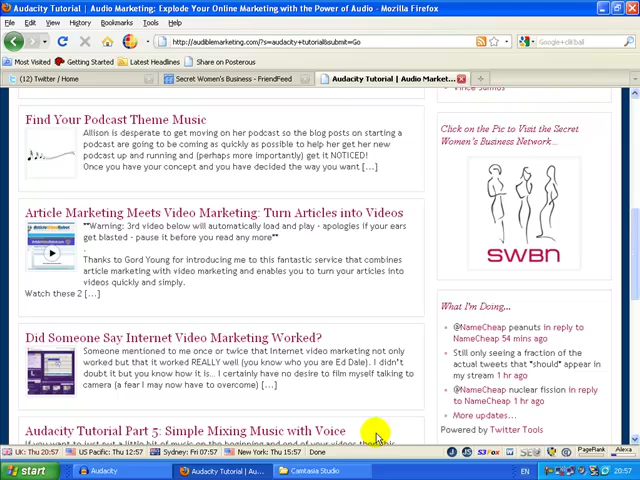 Audacity Tutorial | Audio Marketing: Explode Your Online Marketing with the Power of Audio - Mozilla Firefox
File Edit View History Bookmarks Tools Help
http://audiblemarketing.com/?s=audacity+tutorial&submit=Go
Google - clikball
Most Visited Getting Started Latest Headlines Share on Posterous
(12) Twitter / Home
Secret Women's Business - FriendFeed
Audacity Tutorial | Audio Market...
Vince Samios
Find Your Podcast Theme Music
Allison is desperate to get moving on her podcast so the blog posts on starting a
podcast are going to be coming as quickly as possible to help her get her new
podcast up and running and (perhaps more importantly) get it NOTICED!
Once you have your concept and you have decided the way you want [...]
Click on the Pic to Visit the Secret
Women's Business Network...
SWBN
Article Marketing Meets Video Marketing: Turn Articles into Videos
**Warning: 3rd video below will automatically load and play - apologies if your ears
get blasted - pause it before you read any more**
.
Thanks to Gord Young for introducing me to this fantastic service that combines
article marketing with video marketing and enables you to turn your articles into
videos quickly and simply.
Watch these 2 [...]
What I'm Doing...
@NameCheap peanuts in reply to
NameCheap 54 mins ago
Still only seeing a fraction of the
actual tweets that *should* appear in
my stream 1 hr ago
@NameCheap nuclear fission in reply
to NameCheap 1 hr ago
More updates...
Powered by Twitter Tools
Did Someone Say Internet Video Marketing Worked?
Someone mentioned to me once or twice that Internet video marketing not only
worked but that it worked REALLY well (you know who you are Ed Dale). I didn't
doubt it but you know how it is... I certainly have no desire to film myself talking to
camera (a fear I may now have to overcome) [...]
Audacity Tutorial Part 5: Simple Mixing Music with Voice
UK: Thu 20:57 US Pacific: Thu 12:57 Sydney: Fri 07:57 New York: Thu 15:57 Done
PageRank Alexa
start Audacity Audacity Tutorial | Au... Camtasia Studio EN 20:57